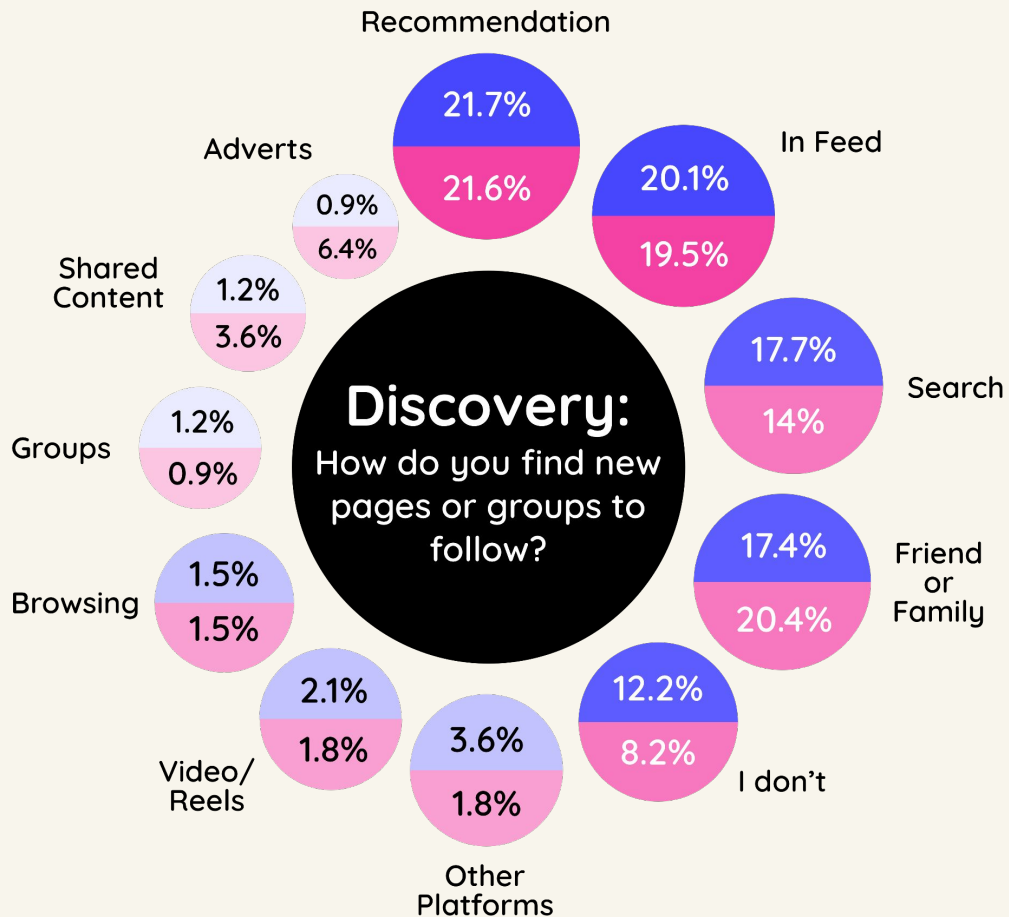 Recommendation
21.7%
21.6%
In Feed
20.1%
19.5%
Search
17.7%
14%
Friend
or
Family
17.4%
20.4%
I don’t
12.2%
8.2%
Other
Platforms
3.6%
1.8%
Video/
Reels
2.1%
1.8%
Browsing
1.5%
1.5%
Groups
1.2%
0.9%
Shared
Content
1.2%
3.6%
Adverts
0.9%
6.4%
Discovery:
How do you find new
pages or groups to
follow?